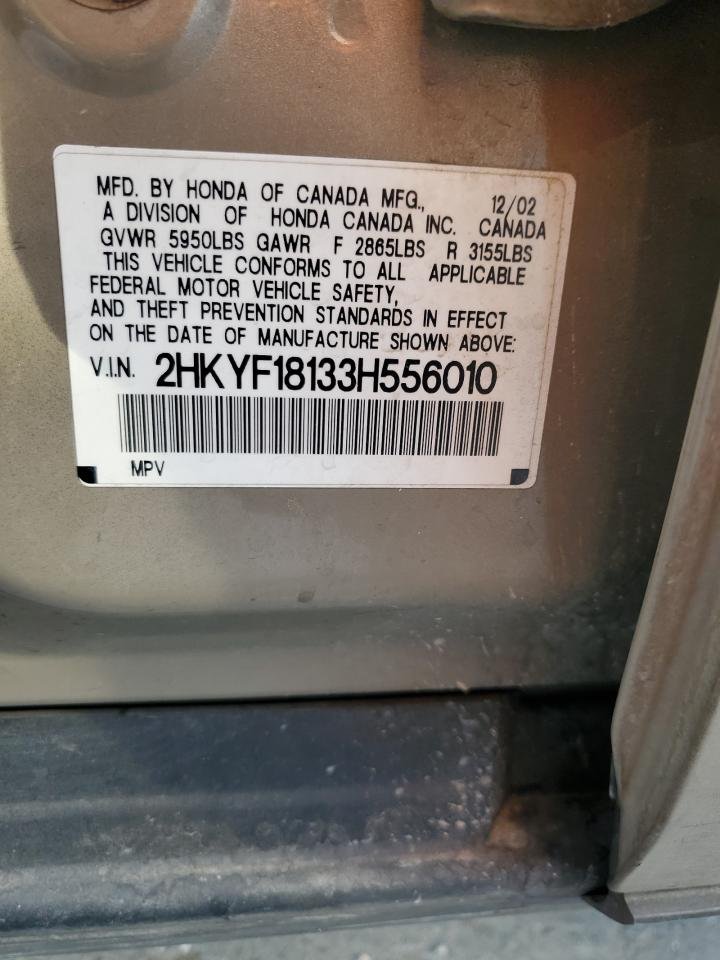 MFD. BY HONDA OF CANADA MFG., 12/02
A DIVISION OF HONDA CANADA INC. CANADA
GVWR 5950LBS GAWR F 2865LBS R 3155LBS
THIS VEHICLE CONFORMS TO ALL APPLICABLE
FEDERAL MOTOR VEHICLE SAFETY,
AND THEFT PREVENTION STANDARDS IN EFFECT
ON THE DATE OF MANUFACTURE SHOWN ABOVE:
V.I.N. 2HKYF18133H556010
MPV